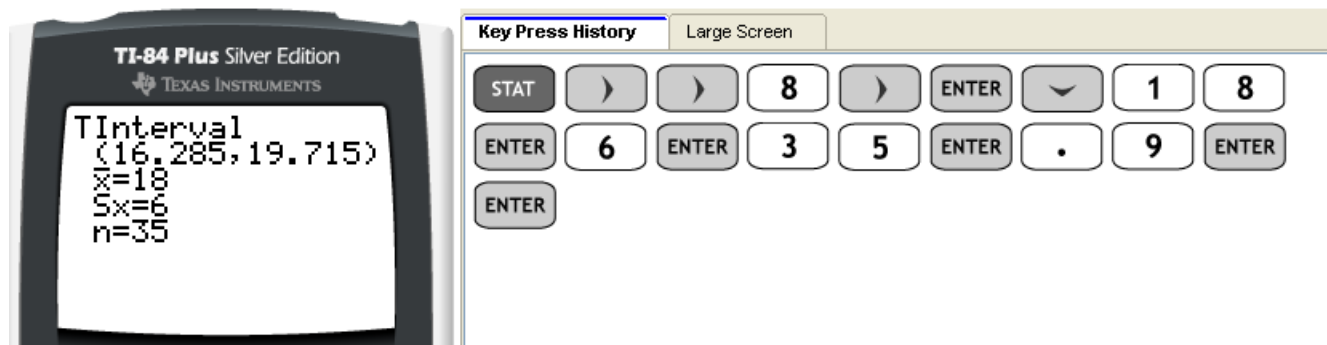 TI-84 Plus Silver Edition
TEXAS INSTRUMENTS
TInterval
(16.285,19.715)
x̄=18
Sx=6
n=35
Key Press History Large Screen
STAT 8 ENTER 1 8
ENTER 6 ENTER 3 5 ENTER . 9 ENTER
ENTER